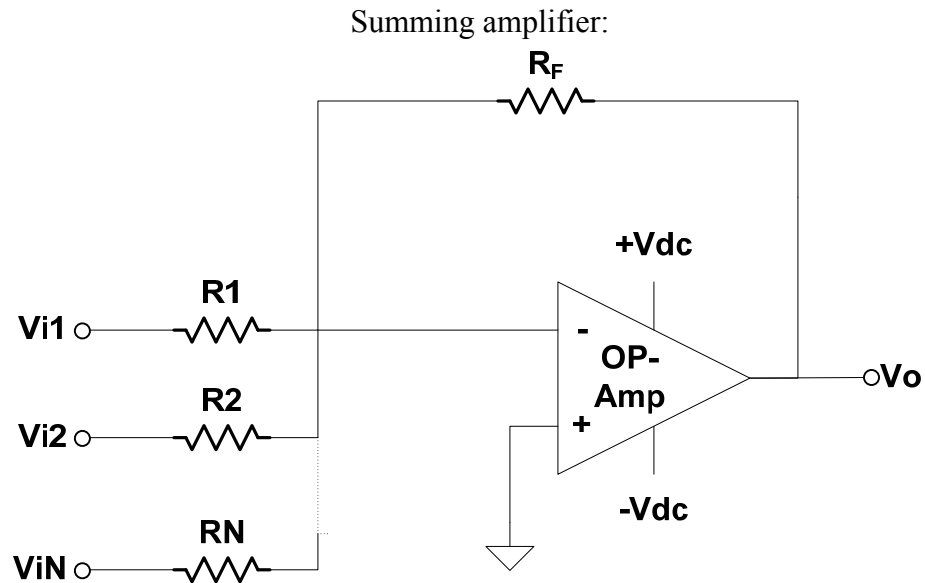 Summing amplifier:
RF
+Vdc
R1
Vi1
-
OP-
Amp
Vo
R2
+
Vi2
-Vdc
RN
ViN